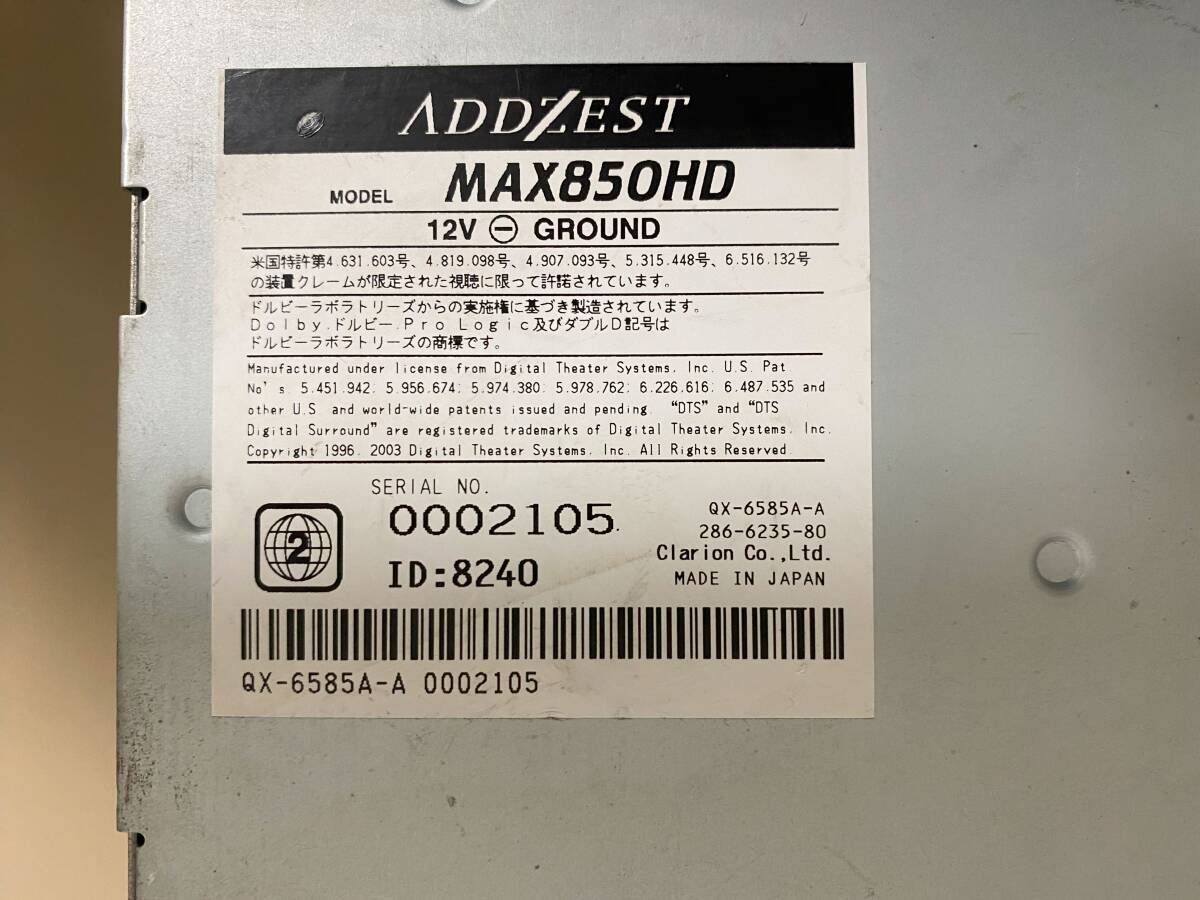 ADDZEST
MODEL MAX850HD
12V ⊖ GROUND
米国特許第4.631.603号、4.819.098号、4.907.093号、5.315.448号、6.516.132号
の装置クレームが限定された視聴に限って許諾されています。
ドルビーラボラトリーズからの実施権に基づき製造されています。
Dolby.ドルビー.Pro Logic及びダブルD記号は
ドルビーラボラトリーズの商標です。
Manufactured under license from Digital Theater Systems, Inc. U.S. Pat.
No's. 5.451.942; 5.956.674; 5.974.380; 5.978.762; 6.226.616; 6.487.535 and
other U.S. and world-wide patents issued and pending. “DTS” and “DTS
Digital Surround” are registered trademarks of Digital Theater Systems, Inc.
Copyright 1996, 2003 Digital Theater Systems, Inc. All Rights Reserved.
SERIAL NO.
0002105.
ID:8240
2
QX-6585A-A
286-6235-80
Clarion Co.,Ltd.
MADE IN JAPAN
QX-6585A-A 0002105